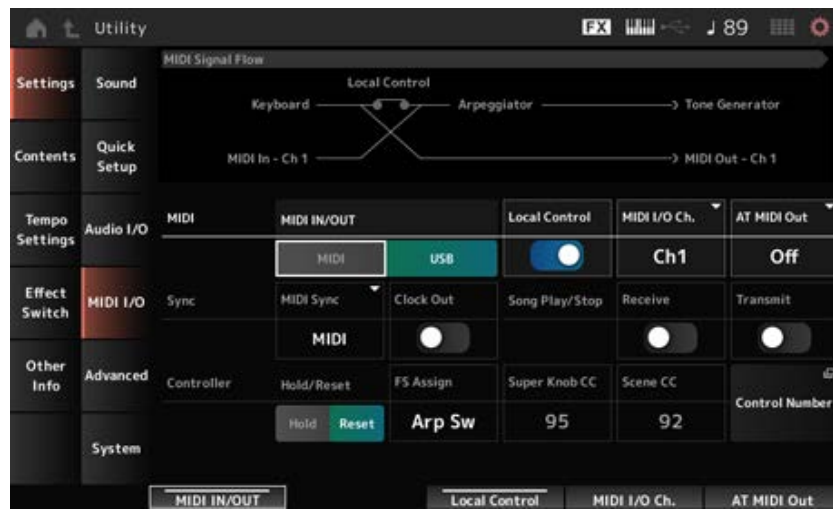 Utility
FX
89
Settings
Sound
MIDI Signal Flow
Local Control
Keyboard
Arpeggiator
Tone Generator
Contents
Quick
Setup
MIDI In - Ch 1
MIDI Out - Ch 1
Tempo
Settings
Audio I/O
MIDI
MIDI IN/OUT
Local Control
MIDI I/O Ch.
AT MIDI Out
MIDI
USB
Ch1
Off
Effect
Switch
MIDI I/O
Sync
MIDI Sync
Clock Out
Song Play/Stop
Receive
Transmit
MIDI
Other
Info
Advanced
Controller
Hold/Reset
FS Assign
Super Knob CC
Scene CC
Control Number
Hold
Reset
Arp Sw
95
92
System
MIDI IN/OUT
Local Control
MIDI I/O Ch.
AT MIDI Out